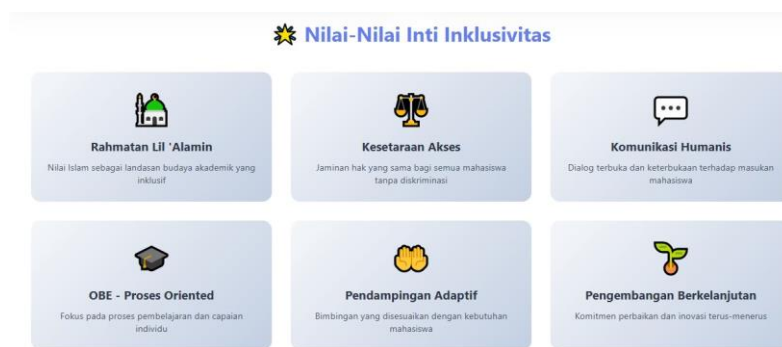 Nilai-Nilai Inti Inklusivitas
Rahmatan Lil 'Alamin
Nilai Islam sebagai landasan budaya akademik yang
inklusif
Kesetaraan Akses
Jaminan hak yang sama bagi semua mahasiswa
tanpa diskriminasi
Komunikasi Humanis
Dialog terbuka dan keterbukaan terhadap masukan
mahasiswa
OBE - Proses Oriented
Fokus pada proses pembelajaran dan capaian
individu
Pendampingan Adaptif
Bimbingan yang disesuaikan dengan kebutuhan
mahasiswa
Pengembangan Berkelanjutan
Komitmen perbaikan dan inovasi terus-menerus